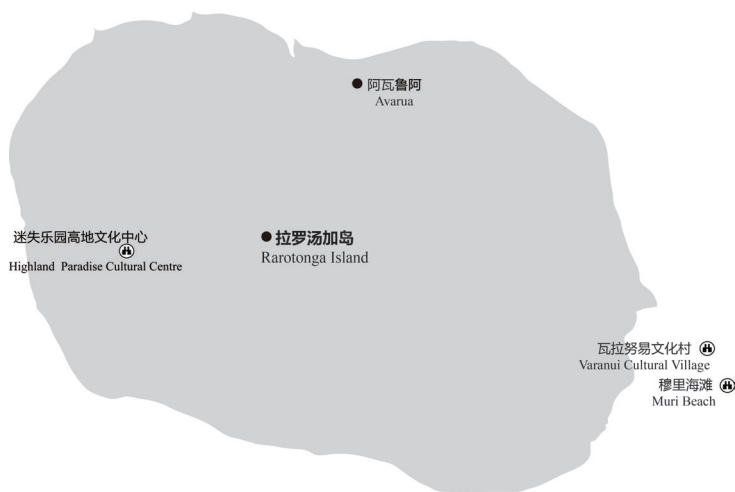 阿瓦鲁阿
Avarua
迷失乐园高地文化中心
Highland Paradise Cultural Centre
拉罗汤加岛
Rarotonga Island
瓦拉努易文化村
Varanui Cultural Village
穆里海滩
Muri Beach